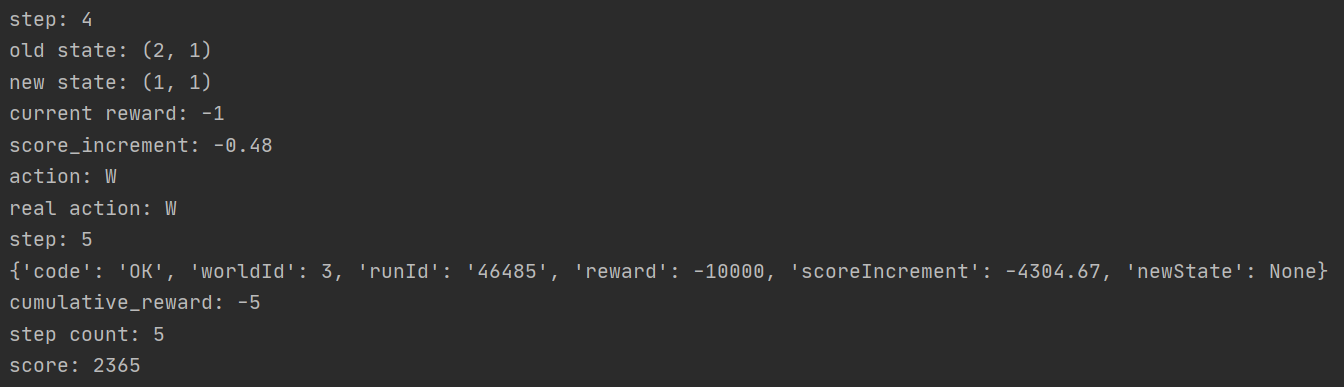 step: 4
old state: (2, 1)
new state: (1, 1)
current reward: -1
score_increment: -0.48
action: W
real action: W
step: 5
{'code': 'OK', 'worldId': 3, 'runId': '46485', 'reward': -10000, 'scoreIncrement': -4304.67, 'newState': None}
cumulative_reward: -5
step count: 5
score: 2365